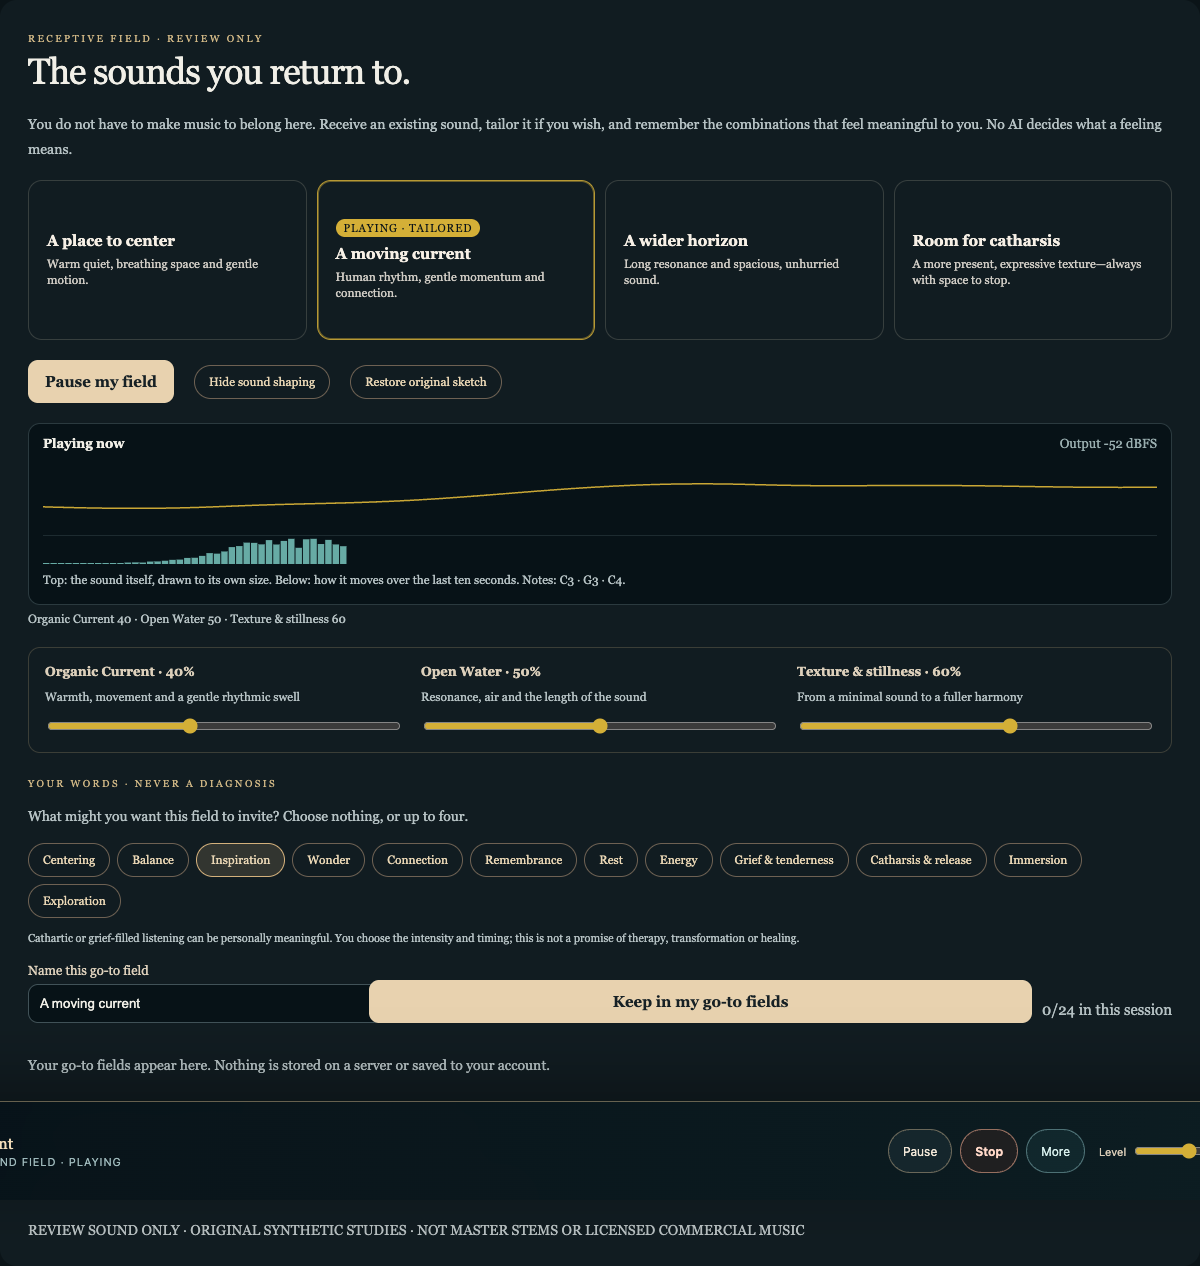 RECEPTIVE FIELD · REVIEW ONLY
The sounds you return to.
You do not have to make music to belong here. Receive an existing sound, tailor it if you wish, and remember the combinations that feel meaningful to you. No AI decides what a feeling
means.
A place to center
Warm quiet, breathing space and gentle
motion.
PLAYING · TAILORED
A moving current
Human rhythm, gentle momentum and
connection.
A wider horizon
Long resonance and spacious, unhurried
sound.
Room for catharsis
A more present, expressive texture—always
with space to stop.
Pause my field
Hide sound shaping
Restore original sketch
Playing now
Output -52 dBFS
Top: the sound itself, drawn to its own size. Below: how it moves over the last ten seconds. Notes: C3 · G3 · C4.
Organic Current 40 · Open Water 50 · Texture & stillness 60
Organic Current · 40%
Warmth, movement and a gentle rhythmic swell
Open Water · 50%
Resonance, air and the length of the sound
Texture & stillness · 60%
From a minimal sound to a fuller harmony
YOUR WORDS · NEVER A DIAGNOSIS
What might you want this field to invite? Choose nothing, or up to four.
Centering
Balance
Inspiration
Wonder
Connection
Remembrance
Rest
Energy
Grief & tenderness
Catharsis & release
Immersion
Exploration
Cathartic or grief-filled listening can be personally meaningful. You choose the intensity and timing; this is not a promise of therapy, transformation or healing.
Name this go-to field
A moving current
Keep in my go-to fields
0/24 in this session
Your go-to fields appear here. Nothing is stored on a server or saved to your account.
nt
ND FIELD · PLAYING
Pause
Stop
More
Level
REVIEW SOUND ONLY · ORIGINAL SYNTHETIC STUDIES · NOT MASTER STEMS OR LICENSED COMMERCIAL MUSIC